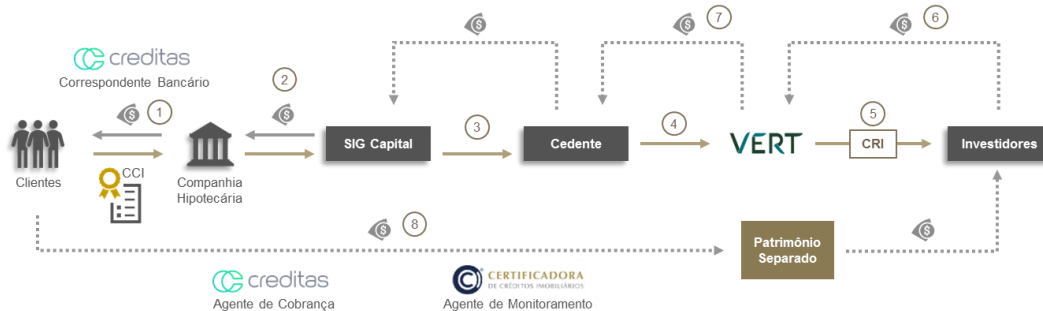 7
6
creditas
Correspondente Bancário
2
1
3
4
5
SIG Capital
Cedente
VERT
CRI
Investidores
CCI
Clientes
Companhia
Hipotecária
8
Patrimônio
Separado
creditas
Agente de Cobrança
CERTIFICADORA
DE CRÉDITOS IMOBILIÁRIOS
Agente de Monitoramento